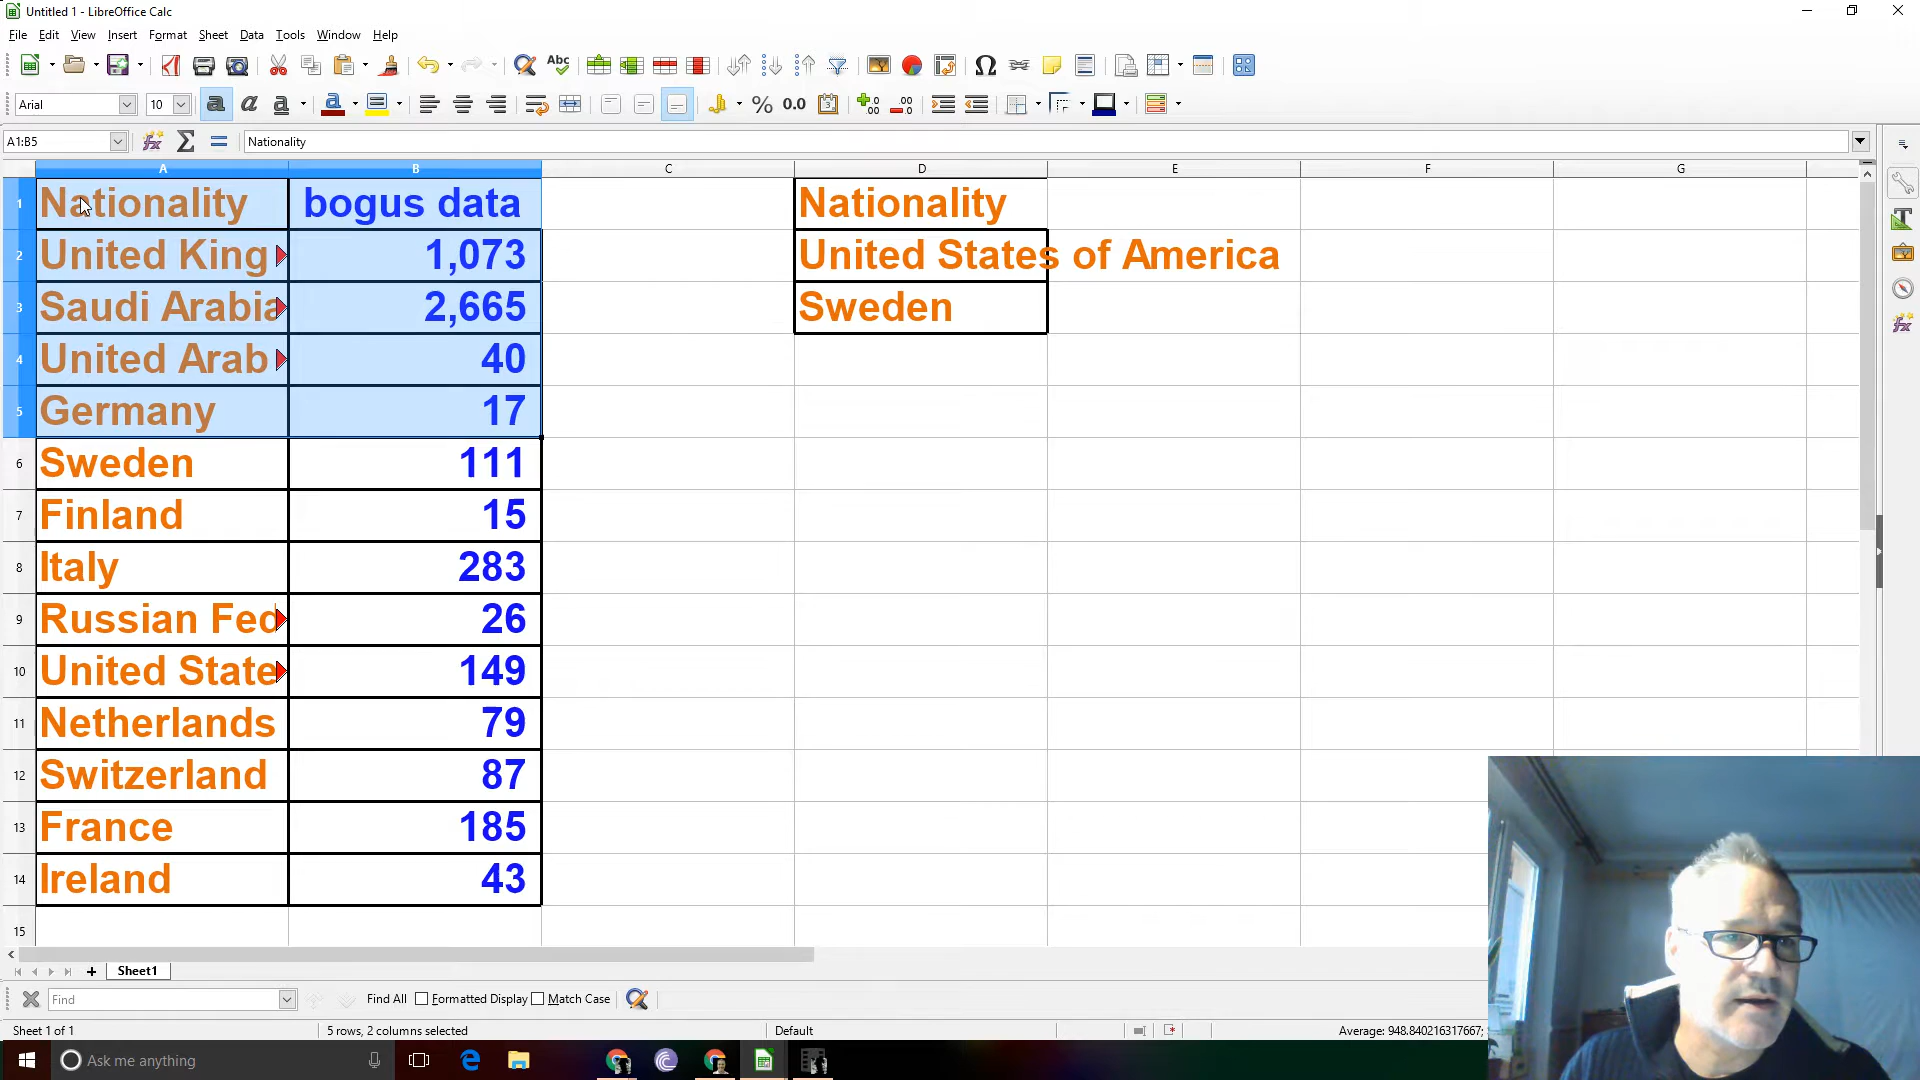 Untitled 1 - LibreOffice Calc
File Edit View Insert Format Sheet Data Tools Window Help
Arial 10
A1:B5 Nationality
A B C D E F G
1 Nationality bogus data Nationality
2 United King 1,073 United States of America
3 Saudi Arabia 2,665 Sweden
4 United Arab 40
5 Germany 17
6 Sweden 111
7 Finland 15
8 Italy 283
9 Russian Fed 26
10 United State 149
11 Netherlands 79
12 Switzerland 87
13 France 185
14 Ireland 43
15
Sheet1
Find Find All Formatted Display Match Case
Sheet 1 of 1 5 rows, 2 columns selected Default Average: 948.840216317667;
Ask me anything